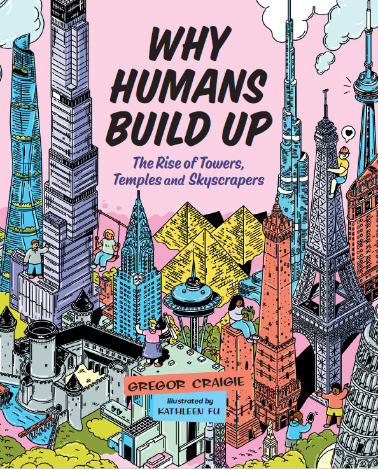 WHY
HUMANS
BUILD UP
The Rise of Towers,
Temples and Skyscrapers
GREGOR CRAIGIE
Illustrated by
KATHLEEN FU